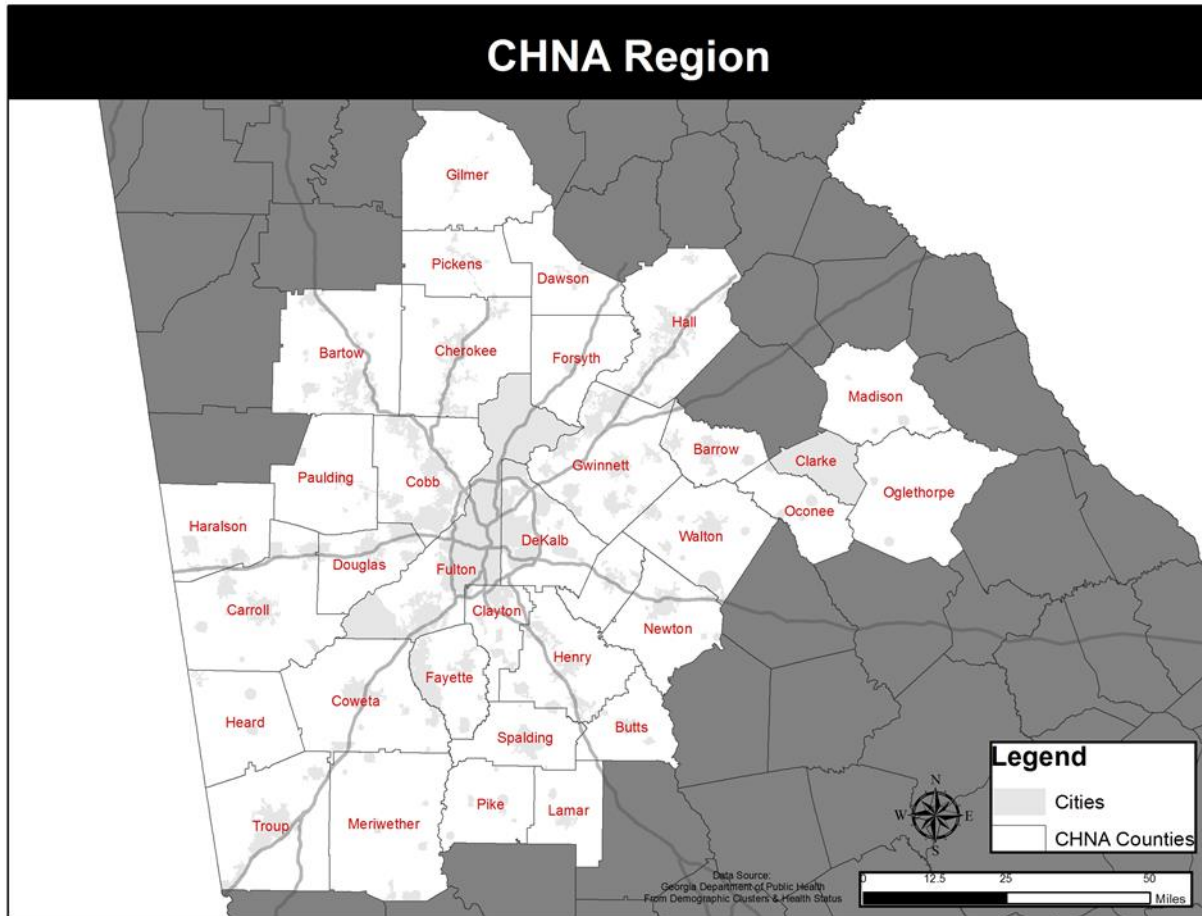 CHNA Region
Gilmer
Pickens
Dawson
Hall
Bartow
Cherokee
Forsyth
Madison
Barrow
Clarke
Gwinnett
Paulding
Cobb
Oglethorpe
Oconee
Haralson
DeKalb
Walton
Douglas
Fulton
Carroll
Clayton
Newton
Henry
Fayette
Coweta
Heard
Butts
Spalding
Pike
Lamar
Troup
Meriwether
Legend
Cities
CHNA Counties
N
W
E
S
Data Source:
Georgia Department of Public Health
From Demographic Clusters & Health Status
0 12.5 25 50
Miles